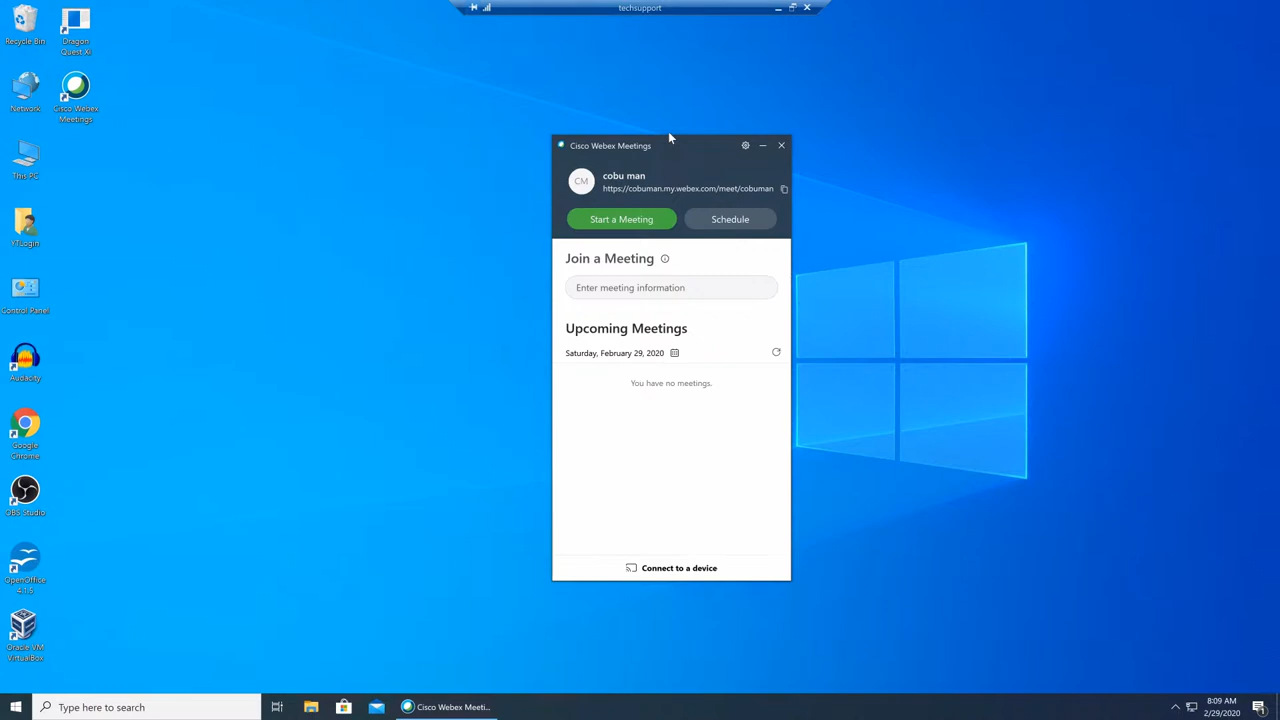 techsupport
Recycle Bin
Dragon
Quest XI
Network
Cisco Webex
Meetings
This PC
YTLogin
Control Panel
Audacity
Google
Chrome
OBS Studio
OpenOffice
4.1.6
Oracle VM
VirtualBox
Cisco Webex Meetings
CM
cobu man
https://cobuman.my.webex.com/meet/cobuman
Start a Meeting
Schedule
Join a Meeting
Enter meeting information
Upcoming Meetings
Saturday, February 29, 2020
You have no meetings.
Connect to a device
Type here to search
Cisco Webex Meeti...
8:09 AM
2/29/2020